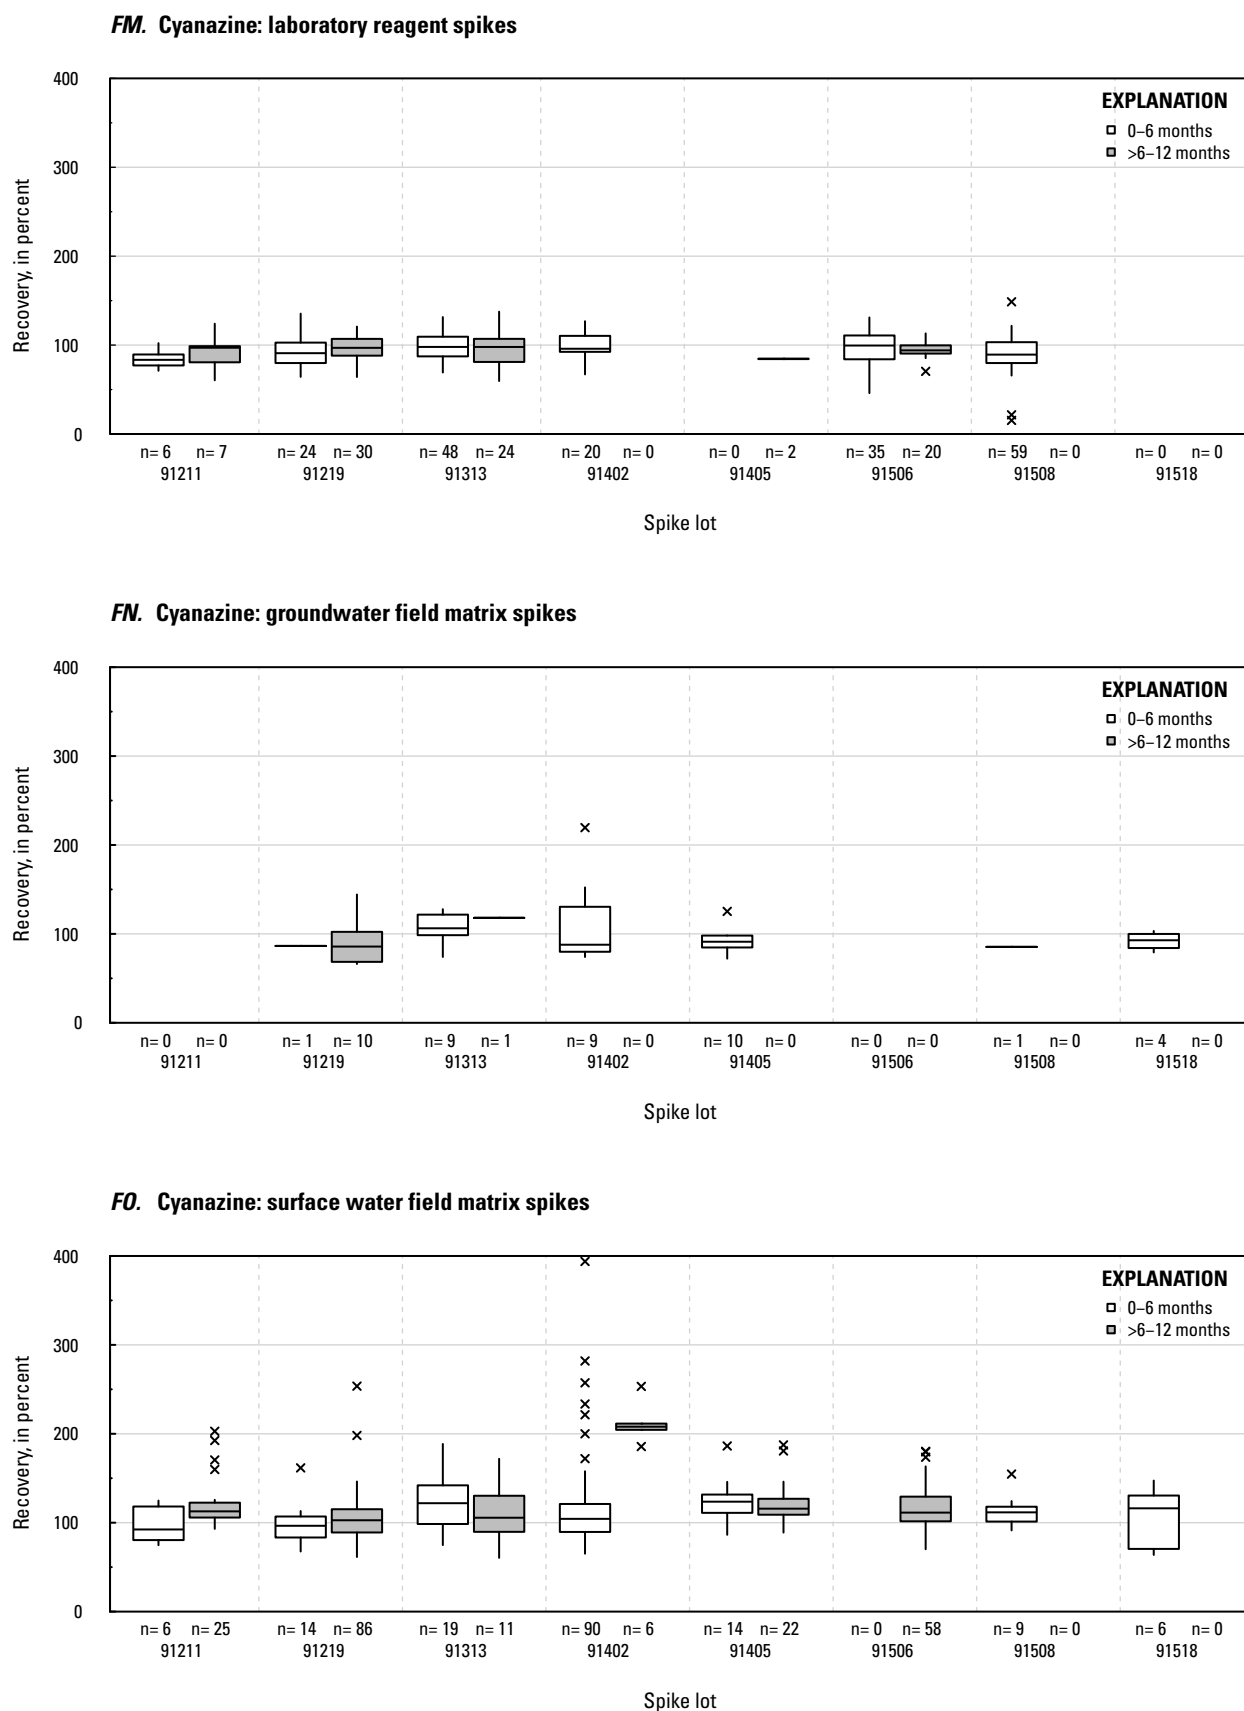 FM. Cyanazine: laboratory reagent spikes
400
300
200
100
0
Recovery, in percent
EXPLANATION
0–6 months
>6–12 months
n= 6 n= 7 n= 24 n= 30 n= 48 n= 24 n= 20 n= 0 n= 0 n= 2 n= 35 n= 20 n= 59 n= 0 n= 0 n= 0
91211 91219 91313 91402 91405 91506 91508 91518
Spike lot
FN. Cyanazine: groundwater field matrix spikes
400
300
200
100
0
Recovery, in percent
EXPLANATION
0–6 months
>6–12 months
n= 0 n= 0 n= 1 n= 10 n= 9 n= 1 n= 9 n= 0 n= 10 n= 0 n= 0 n= 0 n= 1 n= 0 n= 4 n= 0
91211 91219 91313 91402 91405 91506 91508 91518
Spike lot
FO. Cyanazine: surface water field matrix spikes
400
300
200
100
0
Recovery, in percent
EXPLANATION
0–6 months
>6–12 months
n= 6 n= 25 n= 14 n= 86 n= 19 n= 11 n= 90 n= 6 n= 14 n= 22 n= 0 n= 58 n= 9 n= 0 n= 6 n= 0
91211 91219 91313 91402 91405 91506 91508 91518
Spike lot